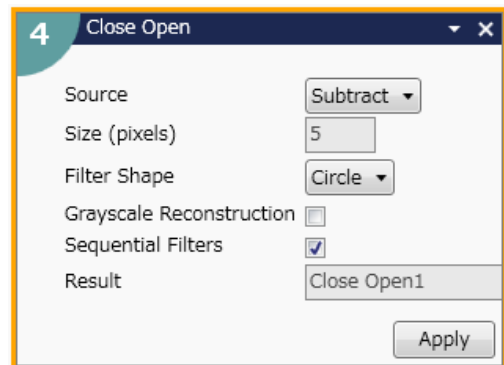 4 Close Open
Source Subtract
Size (pixels) 5
Filter Shape Circle
Grayscale Reconstruction
Sequential Filters
Result Close Open1
Apply